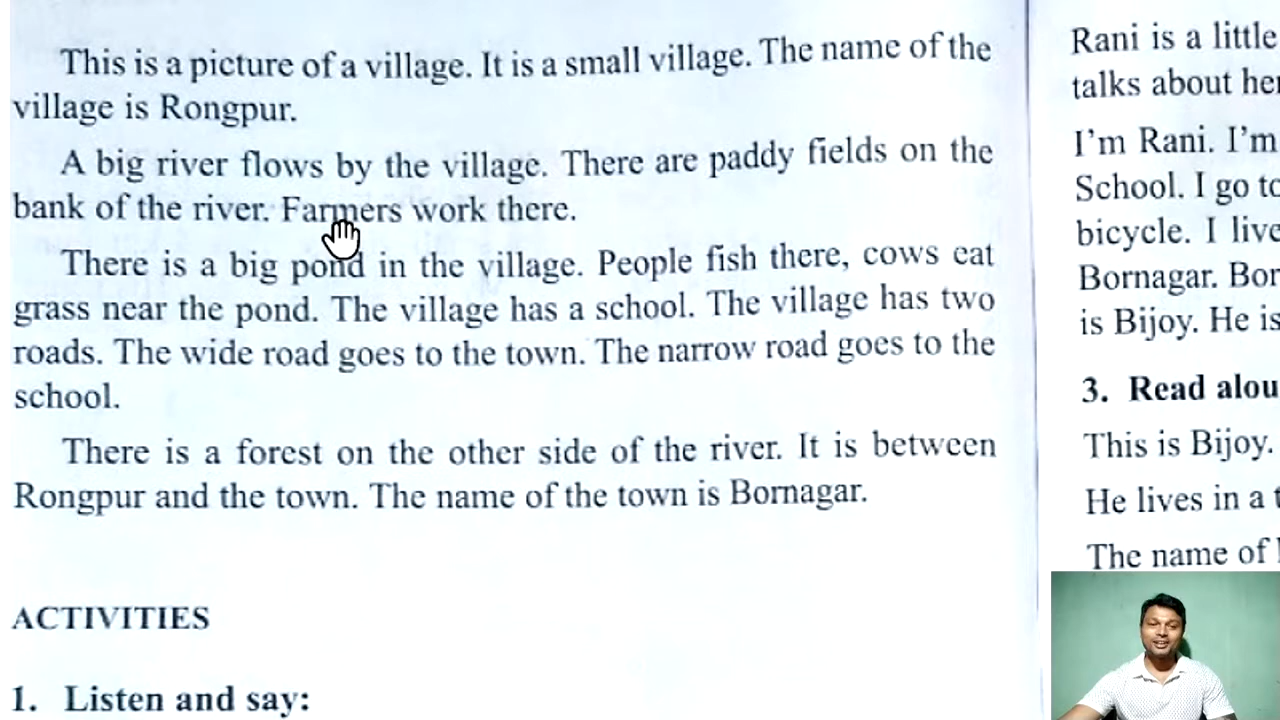 This is a picture of a village. It is a small village. The name of the
village is Rongpur.
A big river flows by the village. There are paddy fields on the
bank of the river. Farmers work there.
There is a big pond in the village. People fish there, cows eat
grass near the pond. The village has a school. The village has two
roads. The wide road goes to the town. The narrow road goes to the
school.
There is a forest on the other side of the river. It is between
Rongpur and the town. The name of the town is Bornagar.
ACTIVITIES
1. Listen and say:
Rani is a little
talks about her
I'm Rani. I'm
School. I go to
bicycle. I live
Bornagar. Bor
is Bijoy. He is
3. Read alou
This is Bijoy.
He lives in a t
The name of